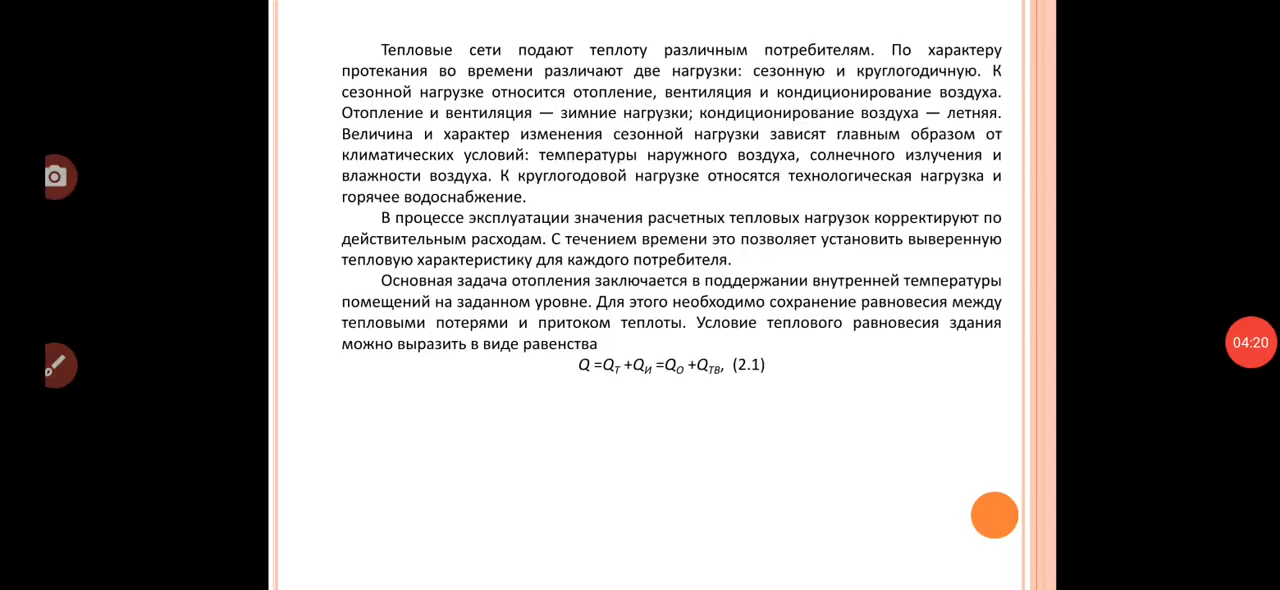 Тепловые сети подают теплоту различным потребителям. По характеру
протекания во времени различают две нагрузки: сезонную и круглогодичную. К
сезонной нагрузке относится отопление, вентиляция и кондиционирование воздуха.
Отопление и вентиляция — зимние нагрузки; кондиционирование воздуха — летняя.
Величина и характер изменения сезонной нагрузки зависят главным образом от
климатических условий: температуры наружного воздуха, солнечного излучения и
влажности воздуха. К круглогодовой нагрузке относятся технологическая нагрузка и
горячее водоснабжение.
В процессе эксплуатации значения расчетных тепловых нагрузок корректируют по
действительным расходам. С течением времени это позволяет установить выверенную
тепловую характеристику для каждого потребителя.
Основная задача отопления заключается в поддержании внутренней температуры
помещений на заданном уровне. Для этого необходимо сохранение равновесия между
тепловыми потерями и притоком теплоты. Условие теплового равновесия здания
можно выразить в виде равенства
Q =QТ +QИ =QО +QТВ, (2.1)
04:20